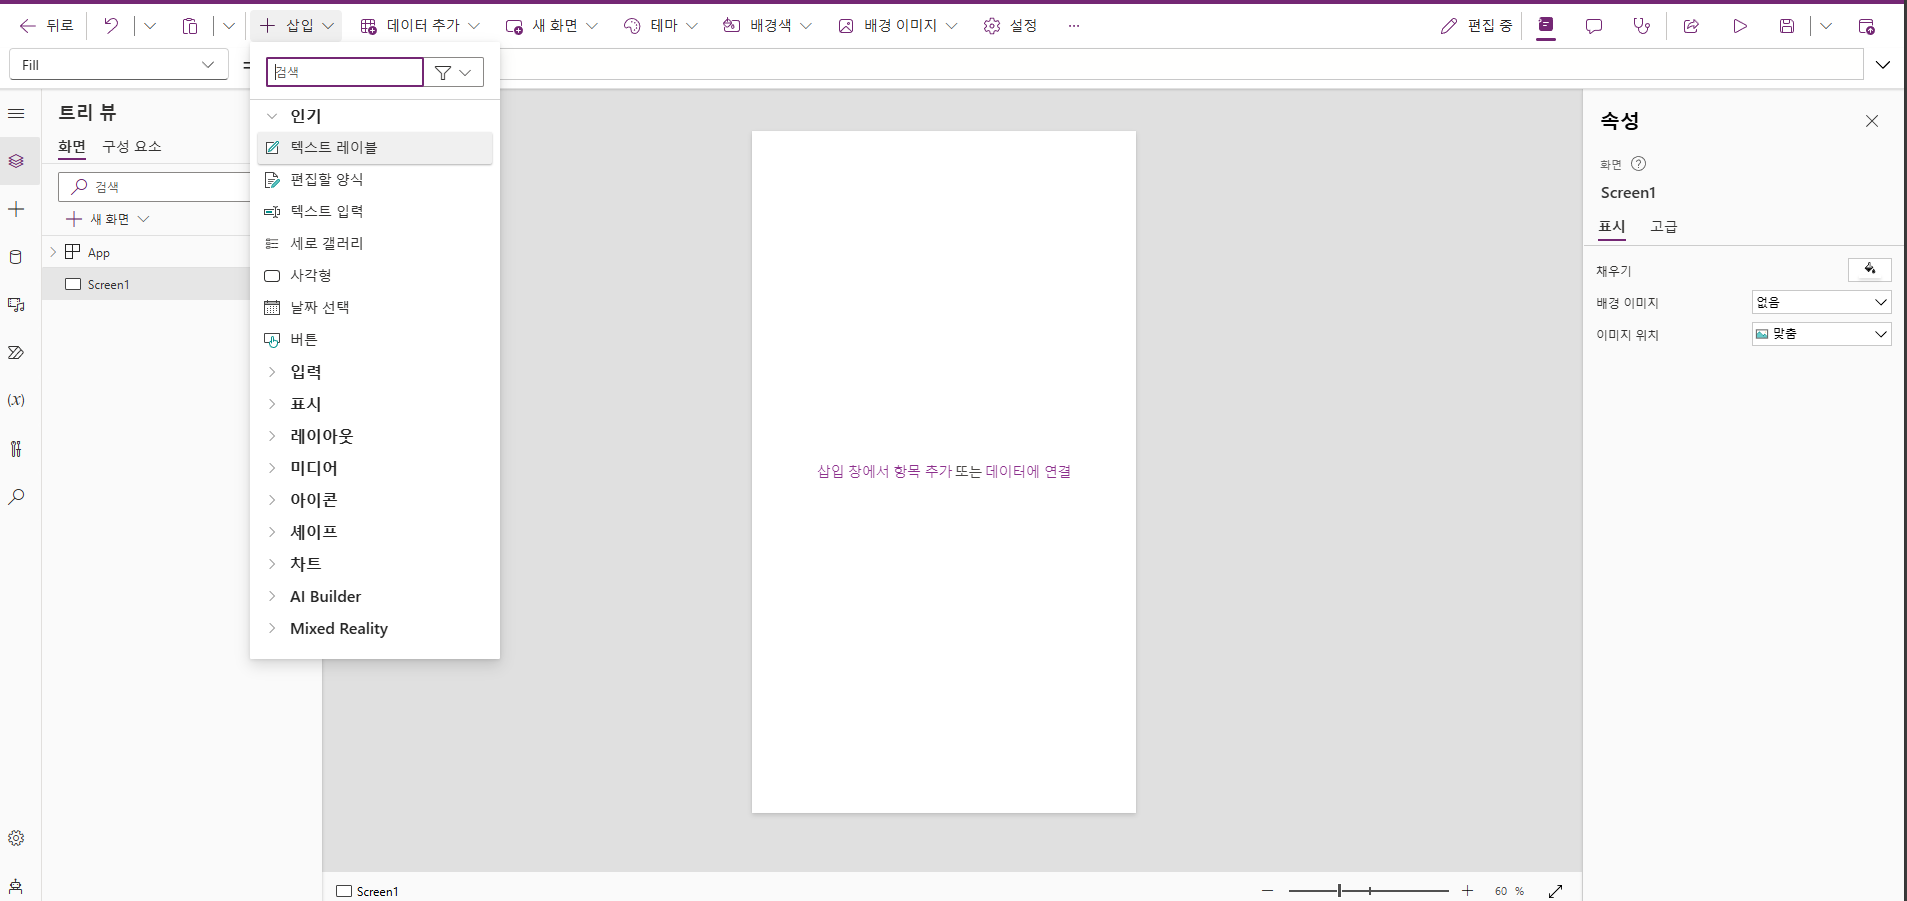 뒤로
삽입
데이터 추가
새 화면
테마
배경색
배경 이미지
설정
...
편집 중
Fill
=
검색
인기
텍스트 레이블
편집할 양식
텍스트 입력
세로 갤러리
사각형
날짜 선택
버튼
입력
표시
레이아웃
미디어
아이콘
셰이프
차트
AI Builder
Mixed Reality
트리 뷰
화면 구성 요소
검색
새 화면
App
Screen1
(x)
삽입 창에서 항목 추가 또는 데이터에 연결
Screen1
60 %
속성
화면 ?
Screen1
표시 고급
채우기
배경 이미지 없음
이미지 위치 맞춤